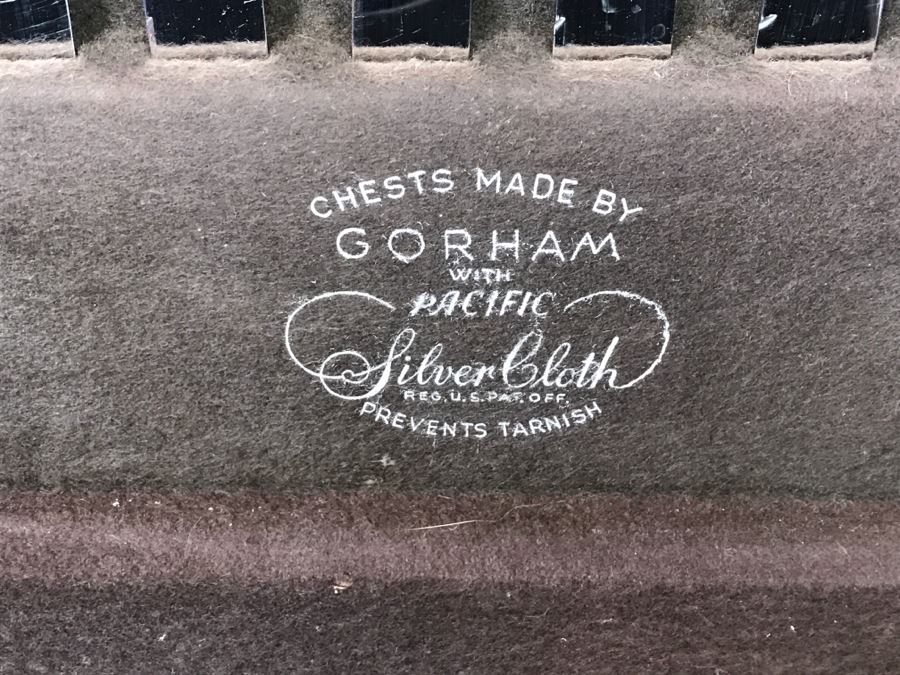 CHESTS MADE BY
GORHAM
WITH
PACIFIC
Silver Cloth
REG. U.S. PAT. OFF.
PREVENTS TARNISH